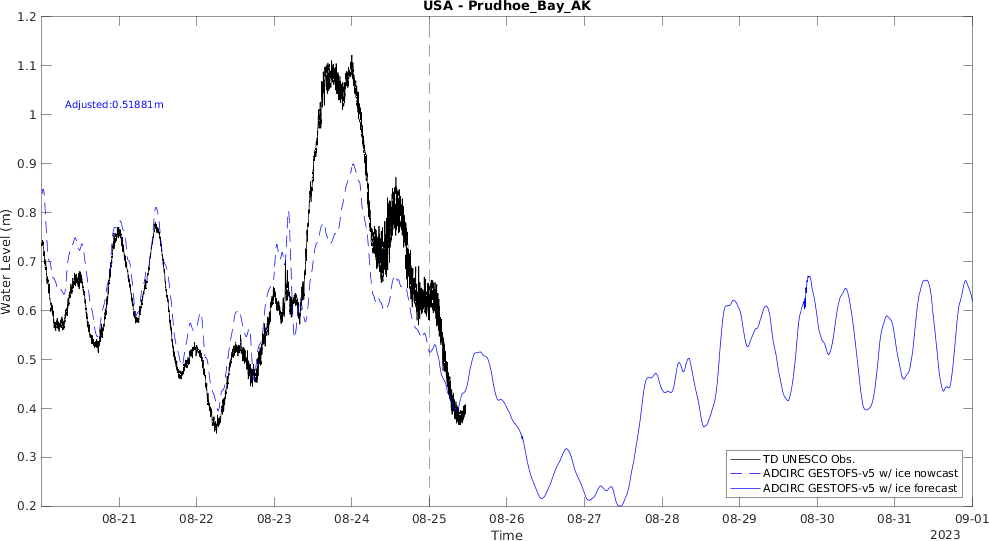 USA - Prudhoe_Bay_AK
1.2
1.1
1
0.9
0.8
0.7
0.6
0.5
0.4
0.3
0.2
Water Level (m)
Adjusted:0.51881m
TD UNESCO Obs.
ADCIRC GESTOFS-v5 w/ ice nowcast
ADCIRC GESTOFS-v5 w/ ice forecast
08-21 08-22 08-23 08-24 08-25 08-26 08-27 08-28 08-29 08-30 08-31 09-01
Time
2023